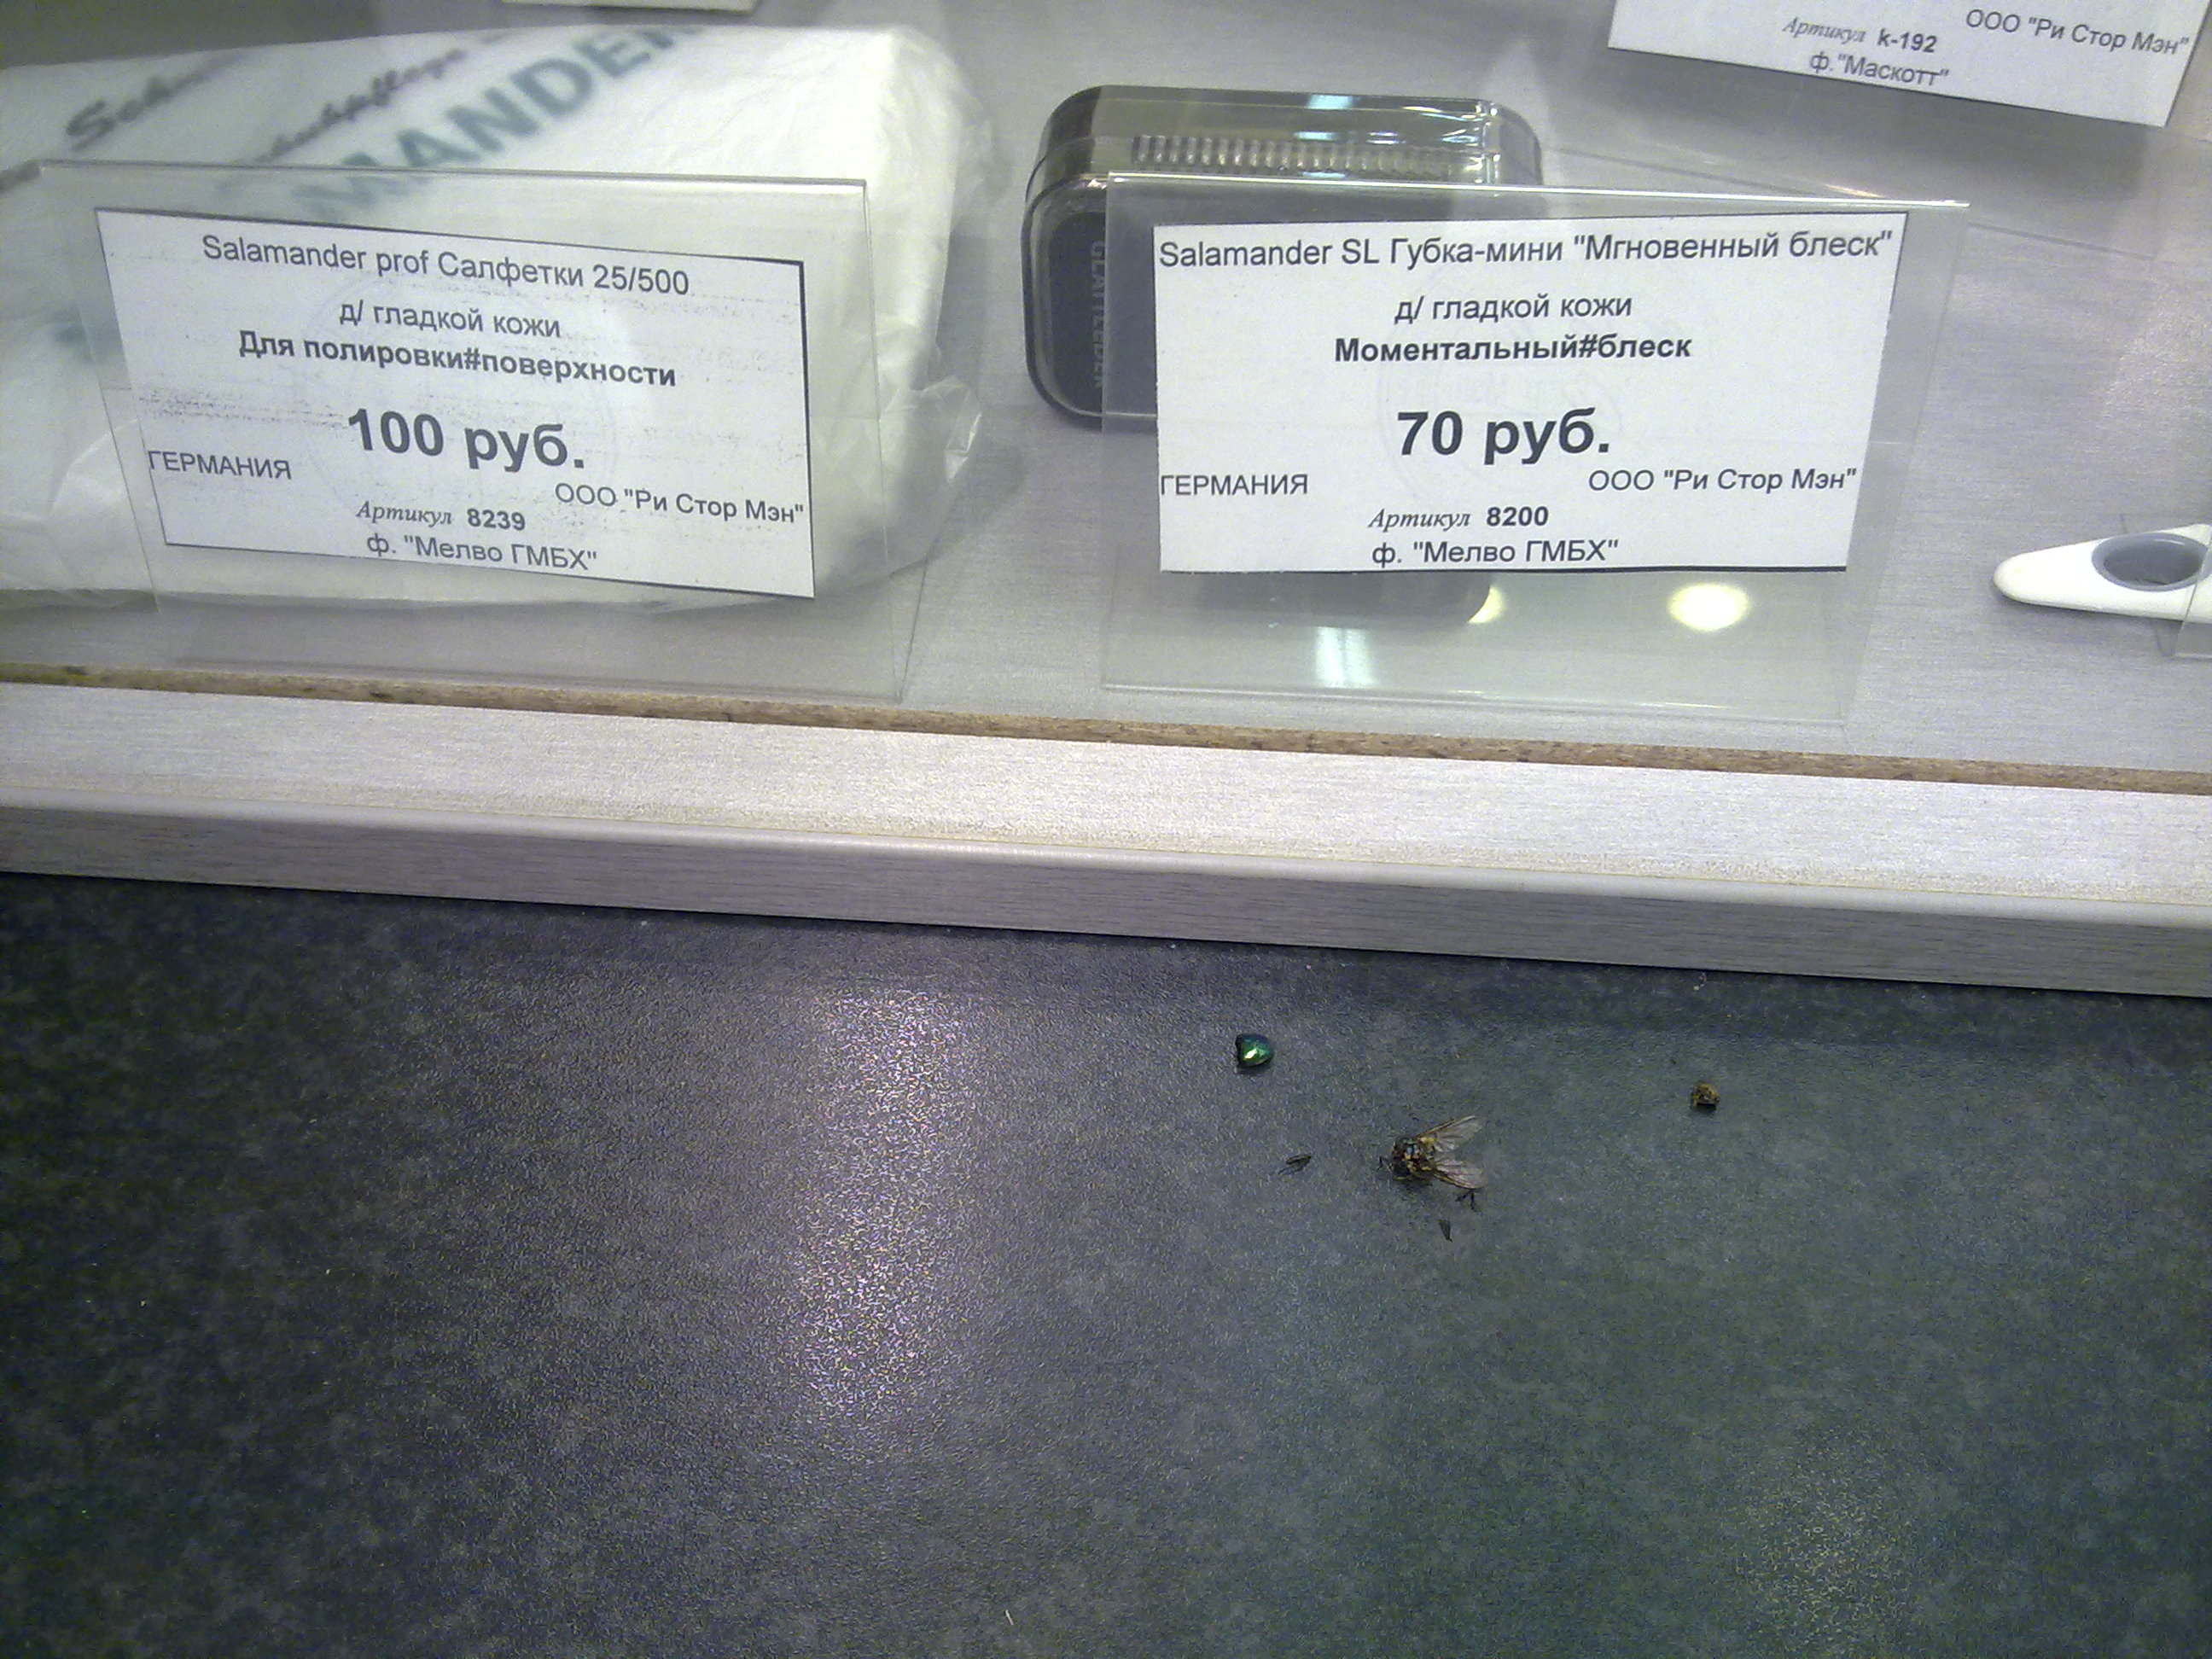 MANDER
Salamander prof Салфетки 25/500
д/ гладкой кожи
Для полировки#поверхности
100 руб.
ГЕРМАНИЯ
ООО "Ри Стор Мэн"
Артикул 8239
ф. "Мелво ГМБХ"
GLATTLEDER
Salamander SL Губка-мини "Мгновенный блеск"
д/ гладкой кожи
Моментальный#блеск
70 руб.
ГЕРМАНИЯ
ООО "Ри Стор Мэн"
Артикул 8200
ф. "Мелво ГМБХ"
ООО "Ри Стор Мэн"
Артикул k-192
ф."Маскотт"